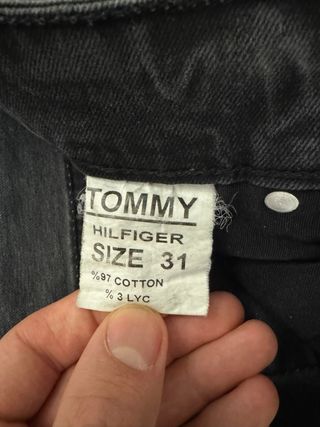 TOMMY
HILFIGER
SIZE 31
%97 COTTON
% 3 LYC